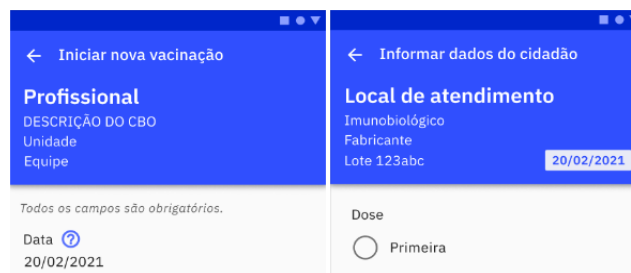 Iniciar nova vacinação
Profissional
DESCRIÇÃO DO CBO
Unidade
Equipe
Todos os campos são obrigatórios.
Data ?
20/02/2021
Informar dados do cidadão
Local de atendimento
Imunobiológico
Fabricante
Lote 123abc 20/02/2021
Dose
Primeira